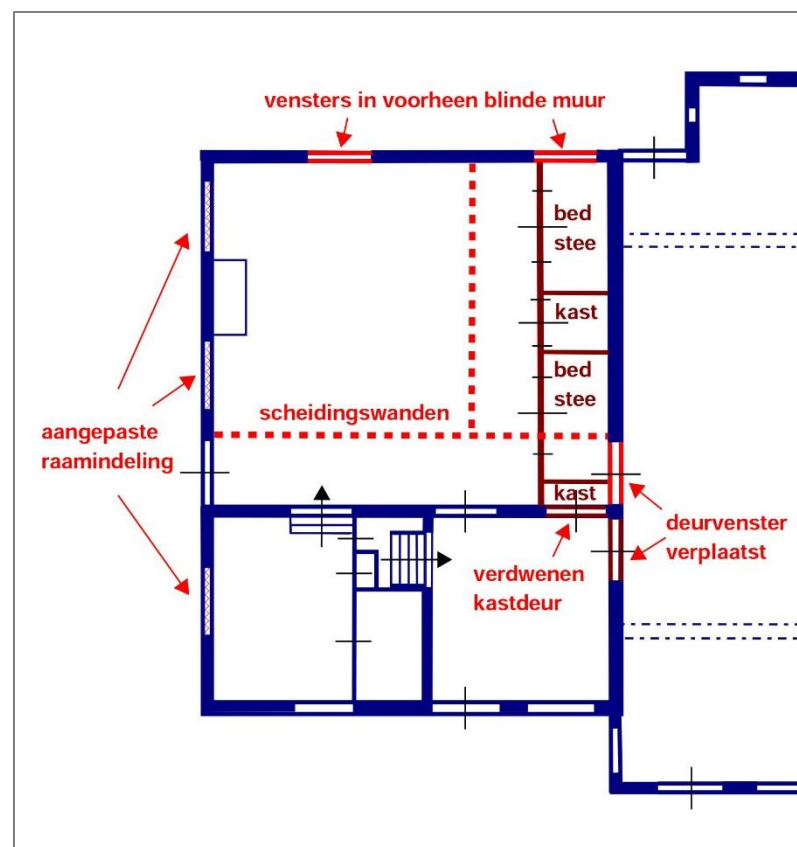 vensters in voorheen blinde muur
bed
stee
kast
bed
stee
scheidingswanden
aangepaste
raamindeling
kast
deurvenster
verplaatst
verdwenen
kastdeur